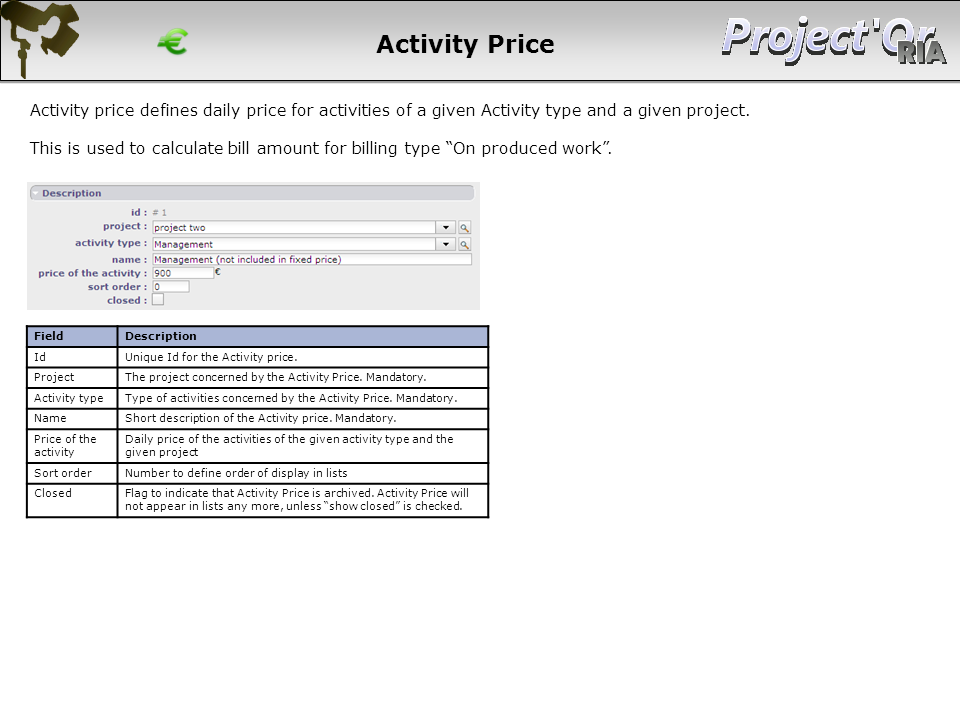 Activity Price
Project'Or
RIA
Activity price defines daily price for activities of a given Activity type and a given project.
This is used to calculate bill amount for billing type “On produced work”.
Description
id : # 1
project : project two
activity type : Management
name : Management (not included in fixed price)
price of the activity : 900 €
sort order : 0
closed :
Field Description
Id Unique Id for the Activity price.
Project The project concerned by the Activity Price. Mandatory.
Activity type Type of activities concerned by the Activity Price. Mandatory.
Name Short description of the Activity price. Mandatory.
Price of the Daily price of the activities of the given activity type and the
activity given project
Sort order Number to define order of display in lists
Closed Flag to indicate that Activity Price is archived. Activity Price will
not appear in lists any more, unless “show closed” is checked.